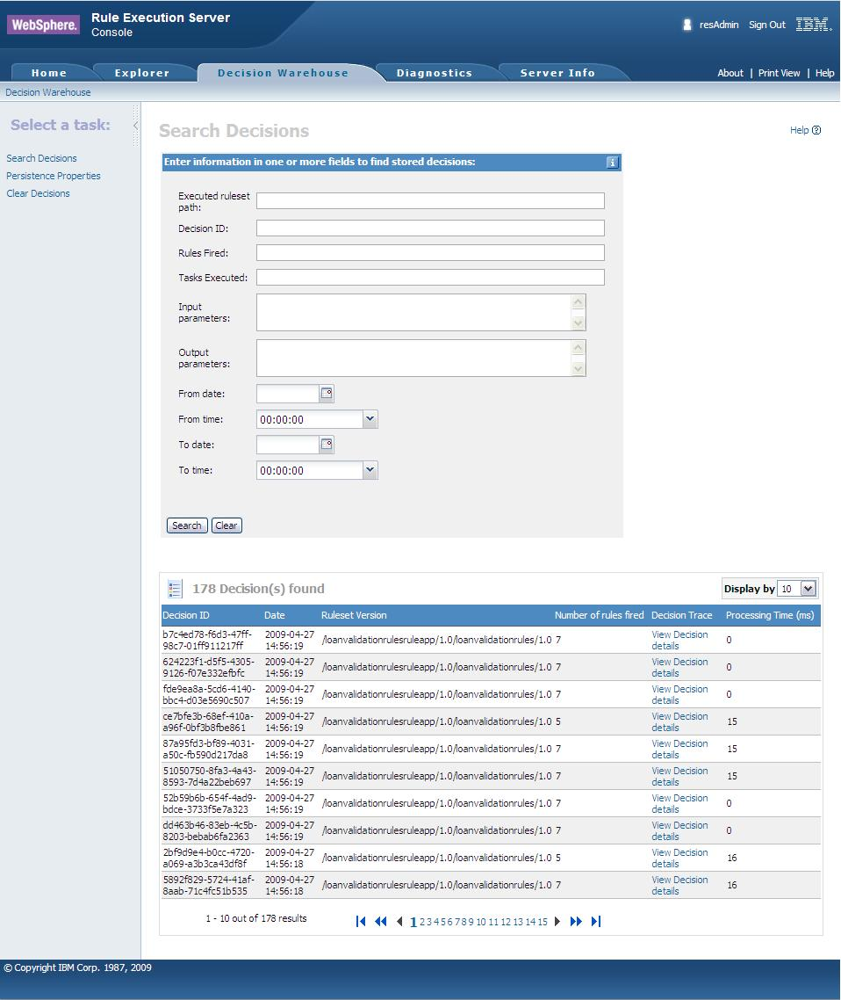 WebSphere.
Rule Execution Server
Console
resAdmin Sign Out IBM.
Home Explorer Decision Warehouse Diagnostics Server Info
About | Print View | Help
Decision Warehouse
Select a task:
Search Decisions
Persistence Properties
Clear Decisions
Search Decisions
Help ?
Enter information in one or more fields to find stored decisions:
i
Executed ruleset
path:
Decision ID:
Rules Fired:
Tasks Executed:
Input
parameters:
Output
parameters:
From date:
From time: 00:00:00
To date:
To time: 00:00:00
Search Clear
178 Decision(s) found
Display by 10
Decision ID Date Ruleset Version Number of rules fired Decision Trace Processing Time (ms)
b7c4ed78-f6d3-47ff-
98c7-01ff911217ff
2009-04-27
14:56:19
/loanvalidationrulesruleapp/1.0/loanvalidationrules/1.0 7
View Decision
details
0
624223f1-d5f5-4305-
9126-f07e332efbfc
2009-04-27
14:56:19
/loanvalidationrulesruleapp/1.0/loanvalidationrules/1.0 7
View Decision
details
0
fde9ea8a-5cd6-4140-
bbc4-d03e5690c507
2009-04-27
14:56:19
/loanvalidationrulesruleapp/1.0/loanvalidationrules/1.0 7
View Decision
details
0
ce7bfe3b-68ef-410a-
a96f-0bf3b8fbe861
2009-04-27
14:56:19
/loanvalidationrulesruleapp/1.0/loanvalidationrules/1.0 5
View Decision
details
15
87a95fd3-bf89-4031-
a50c-fb590d217da8
2009-04-27
14:56:19
/loanvalidationrulesruleapp/1.0/loanvalidationrules/1.0 7
View Decision
details
15
51050750-8fa3-4a43-
8593-7d4a22beb697
2009-04-27
14:56:19
/loanvalidationrulesruleapp/1.0/loanvalidationrules/1.0 7
View Decision
details
15
52b59b6b-654f-4ad9-
bdce-3733f5e7a323
2009-04-27
14:56:19
/loanvalidationrulesruleapp/1.0/loanvalidationrules/1.0 7
View Decision
details
0
dd463b46-83eb-4c5b-
8203-bebab6fa2363
2009-04-27
14:56:19
/loanvalidationrulesruleapp/1.0/loanvalidationrules/1.0 7
View Decision
details
0
2bf9d9e4-b0cc-4720-
a069-a3b3ca43df8f
2009-04-27
14:56:18
/loanvalidationrulesruleapp/1.0/loanvalidationrules/1.0 5
View Decision
details
16
5892f829-5724-41af-
8aab-71c4fc51b535
2009-04-27
14:56:18
/loanvalidationrulesruleapp/1.0/loanvalidationrules/1.0 7
View Decision
details
16
1 - 10 out of 178 results
1 2 3 4 5 6 7 8 9 10 11 12 13 14 15
© Copyright IBM Corp. 1987, 2009